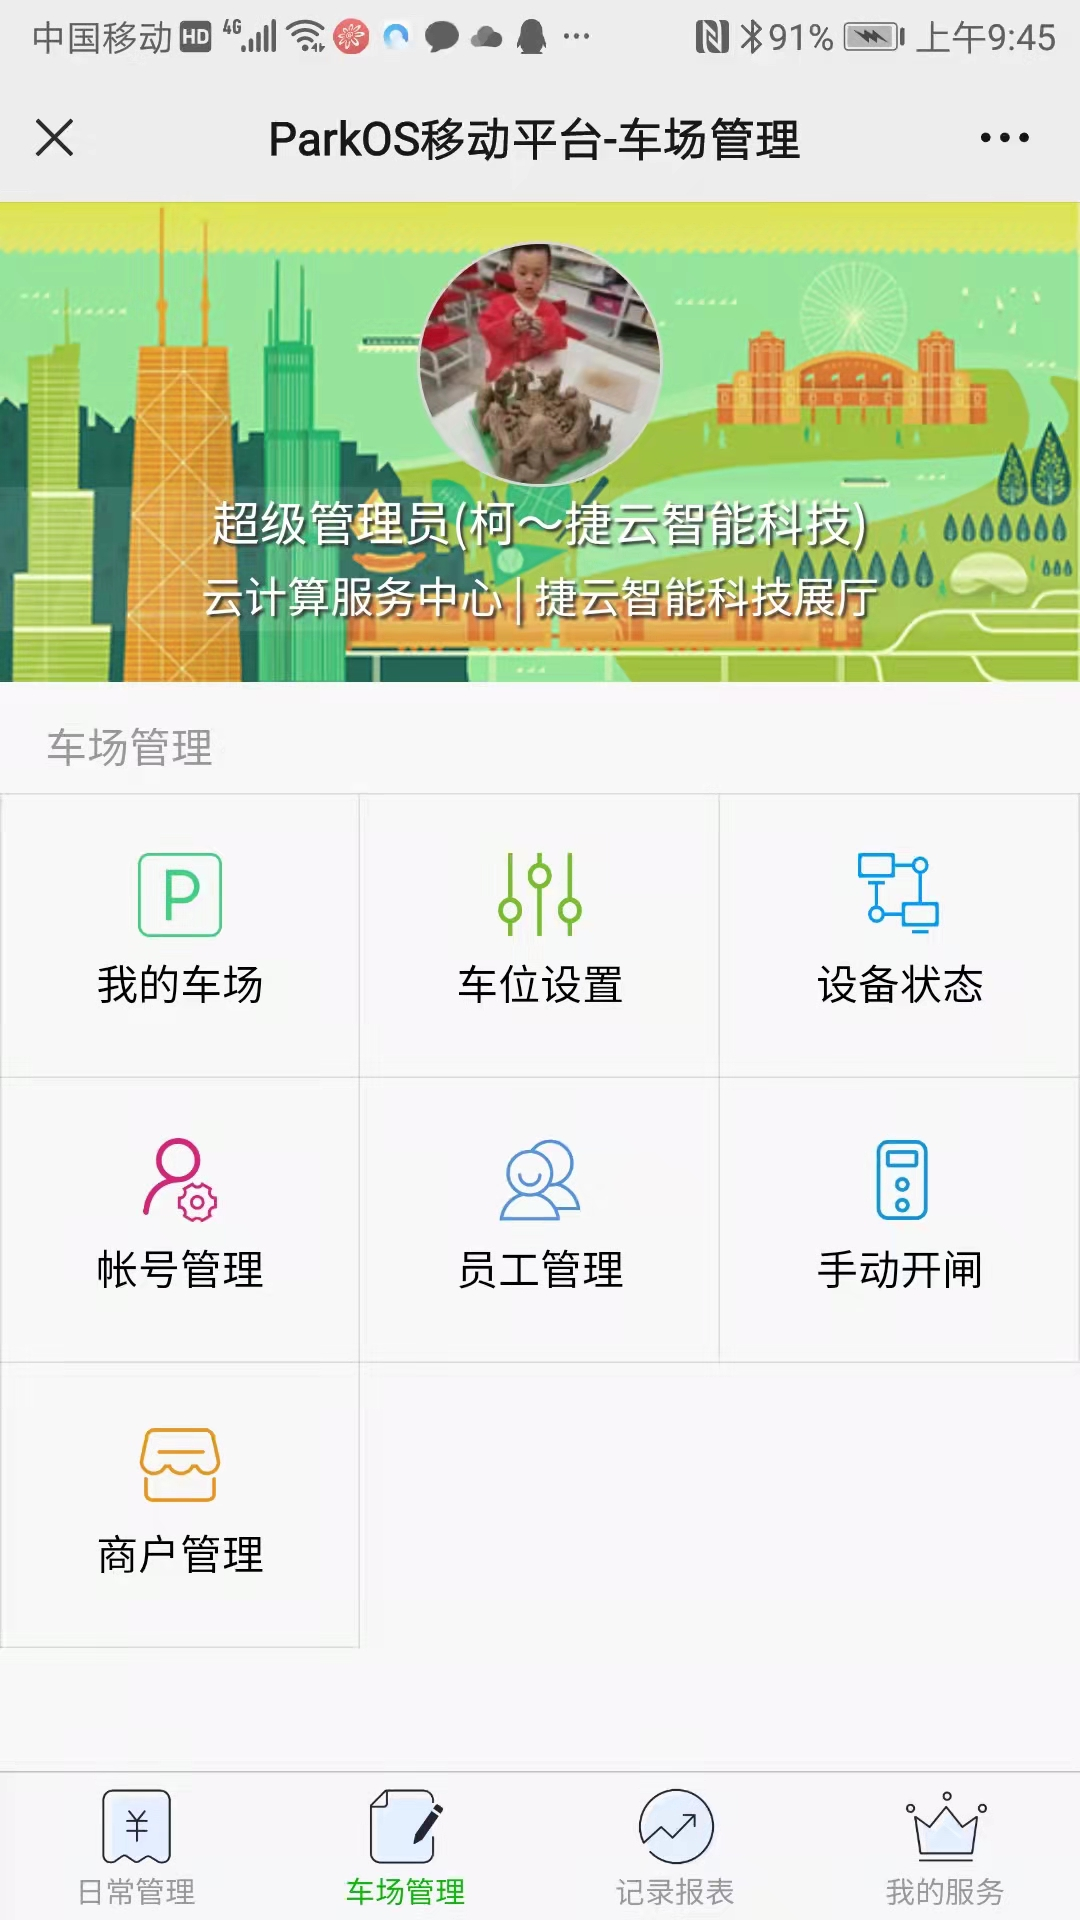 中国移动 HD 4G 91% 上午9:45
ParkOS移动平台-车场管理
超级管理员(柯～捷云智能科技)
云计算服务中心 | 捷云智能科技展厅
车场管理
P
我的车场 车位设置 设备状态
帐号管理 员工管理 手动开闸
商户管理
¥
日常管理 车场管理 记录报表 我的服务